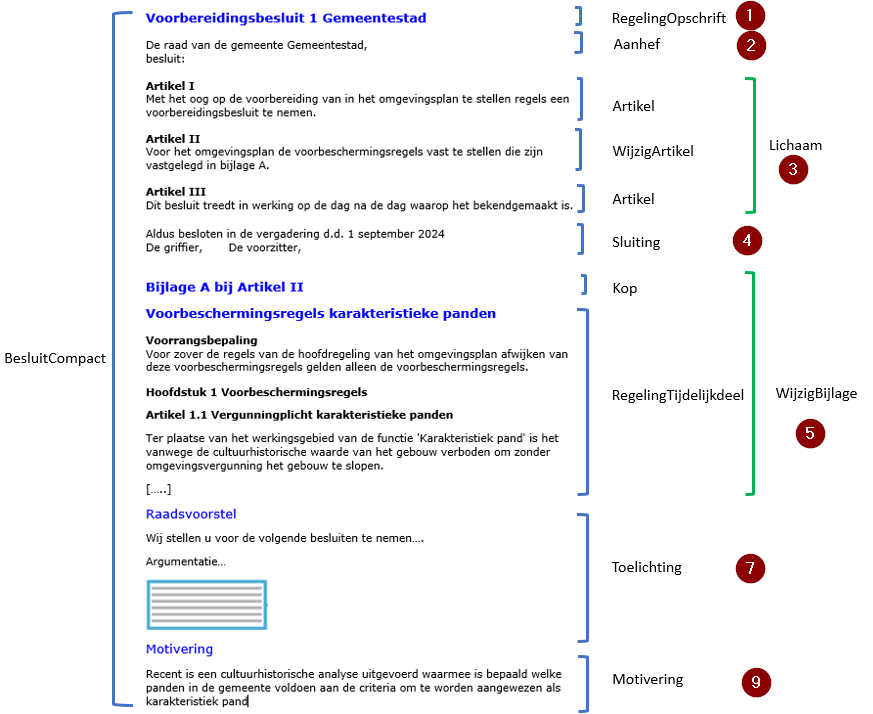 Voorbereidingsbesluit 1 Gemeentestad
RegelingOpschrift
1
De raad van de gemeente Gemeentestad,
besluit:
Aanhef
2
Artikel I
Met het oog op de voorbereiding van in het omgevingsplan te stellen regels een
voorbereidingsbesluit te nemen.
Artikel
Artikel II
Voor het omgevingsplan de voorbeschermingsregels vast te stellen die zijn
vastgelegd in bijlage A.
WijzigArtikel
Lichaam
3
Artikel III
Dit besluit treedt in werking op de dag na de dag waarop het bekendgemaakt is.
Artikel
Aldus besloten in de vergadering d.d. 1 september 2024
De griffier, De voorzitter,
Sluiting
4
Bijlage A bij Artikel II
Kop
Voorbeschermingsregels karakteristieke panden
Voorrangsbepaling
Voor zover de regels van de hoofdregeling van het omgevingsplan afwijken van
deze voorbeschermingsregels gelden alleen de voorbeschermingsregels.
BesluitCompact
Hoofdstuk 1 Voorbeschermingsregels
RegelingTijdelijkdeel
WijzigBijlage
5
Artikel 1.1 Vergunningplicht karakteristieke panden
Ter plaatse van het werkingsgebied van de functie 'Karakteristiek pand' is het
vanwege de cultuurhistorische waarde van het gebouw verboden om zonder
omgevingsvergunning het gebouw te slopen.
[.....]
Raadsvoorstel
Wij stellen u voor de volgende besluiten te nemen....
Argumentatie...
Toelichting
7
Motivering
Recent is een cultuurhistorische analyse uitgevoerd waarmee is bepaald welke
panden in de gemeente voldoen aan de criteria om te worden aangewezen als
karakteristiek pand
Motivering
9